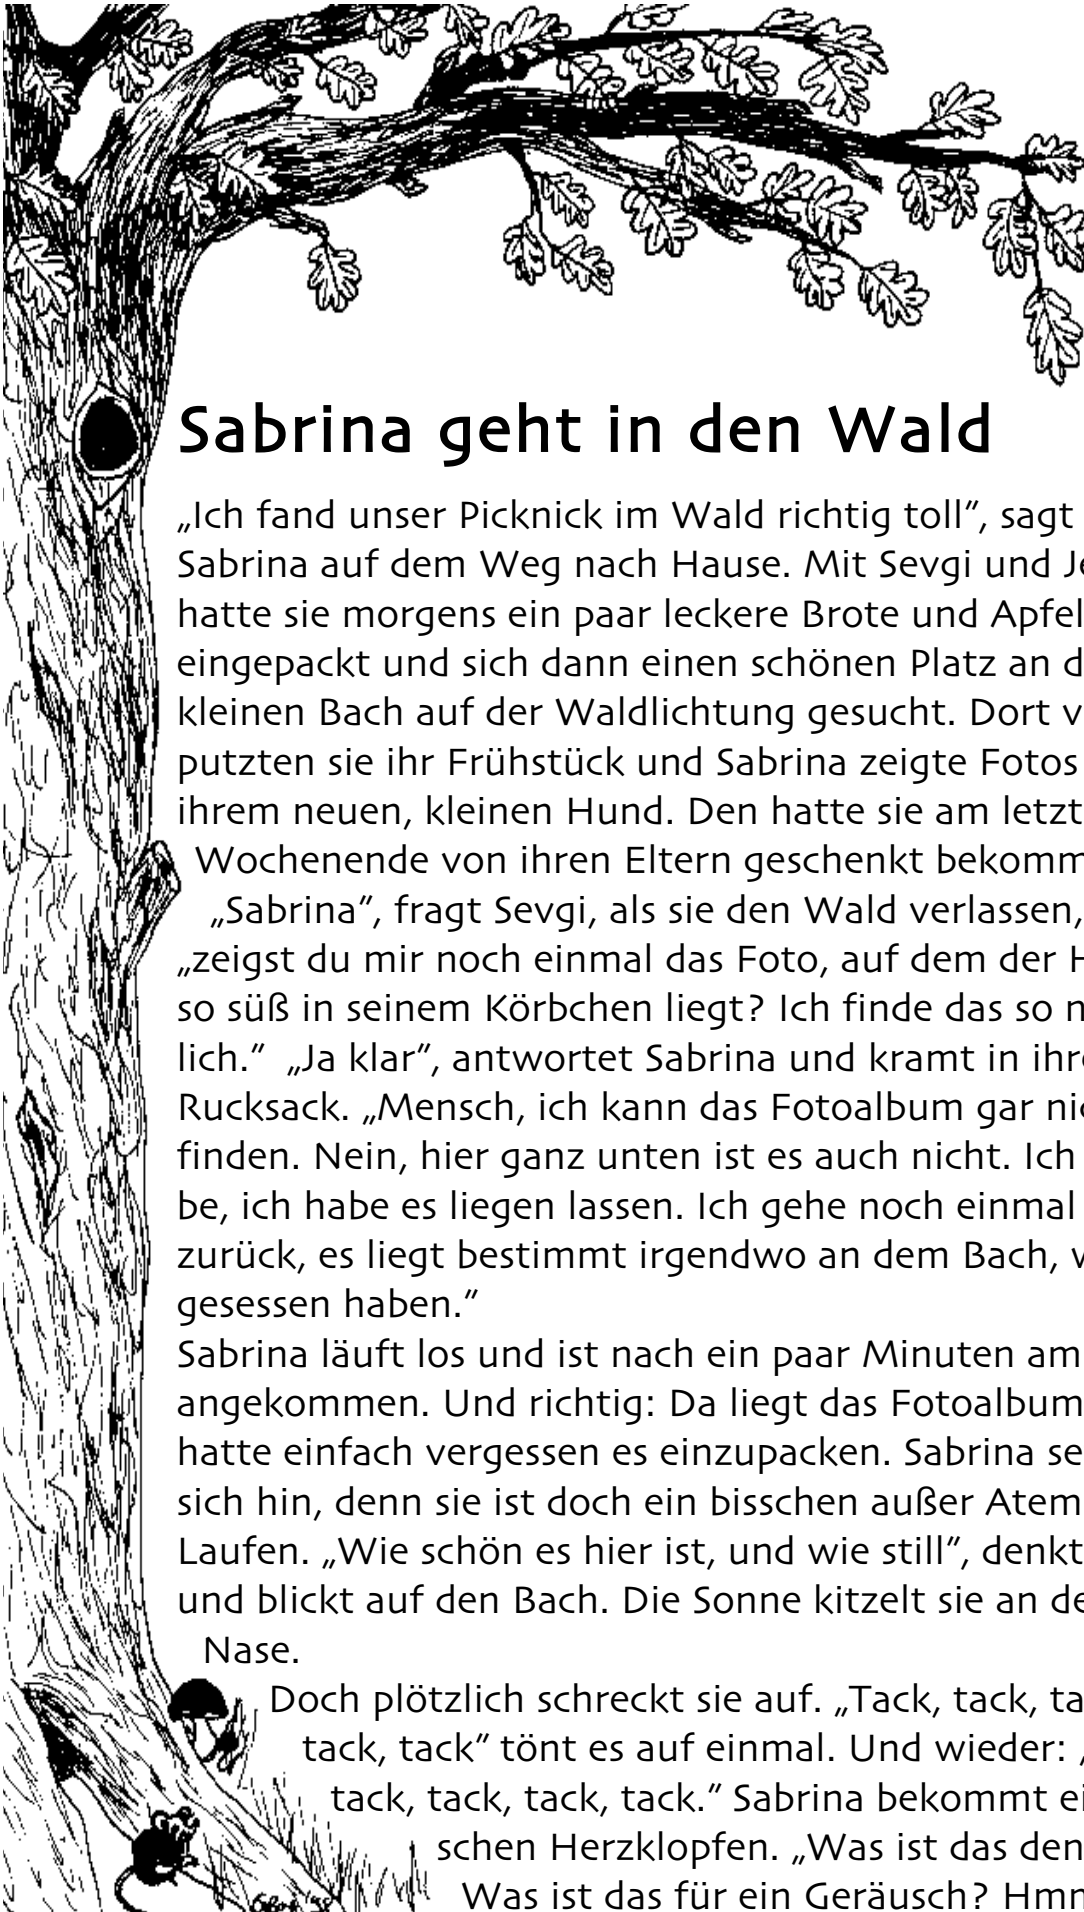 Sabrina geht in den Wald
„Ich fand unser Picknick im Wald richtig toll”, sagt
Sabrina auf dem Weg nach Hause. Mit Sevgi und
hatte sie morgens ein paar leckere Brote und Apfel
eingepackt und sich dann einen schönen Platz an
kleinen Bach auf der Waldlichtung gesucht. Dort
putzten sie ihr Frühstück und Sabrina zeigte Fotos
ihrem neuen, kleinen Hund. Den hatte sie am
Wochenende von ihren Eltern geschenkt
„Sabrina”, fragt Sevgi, als sie den Wald verlassen,
„zeigst du mir noch einmal das Foto, auf dem der
so süß in seinem Körbchen liegt? Ich finde das so
lich.” „Ja klar”, antwortet Sabrina und kramt in
Rucksack. „Mensch, ich kann das Fotoalbum gar
finden. Nein, hier ganz unten ist es auch nicht. Ich
be, ich habe es liegen lassen. Ich gehe noch einmal
zurück, es liegt bestimmt irgendwo an dem Bach,
gesessen haben.”
Sabrina läuft los und ist nach ein paar Minuten am
angekommen. Und richtig: Da liegt das Fotoalbum
hatte einfach vergessen es einzupacken. Sabrina
sich hin, denn sie ist doch ein bisschen außer Atem
Laufen. „Wie schön es hier ist, und wie still”, denkt
und blickt auf den Bach. Die Sonne kitzelt sie an
Nase.
Doch plötzlich schreckt sie auf. „Tack, tack,
tack, tack” tönt es auf einmal. Und wieder:
tack, tack, tack, tack.” Sabrina bekommt
schen Herzklopfen. „Was ist das
Was ist das für ein Geräusch?